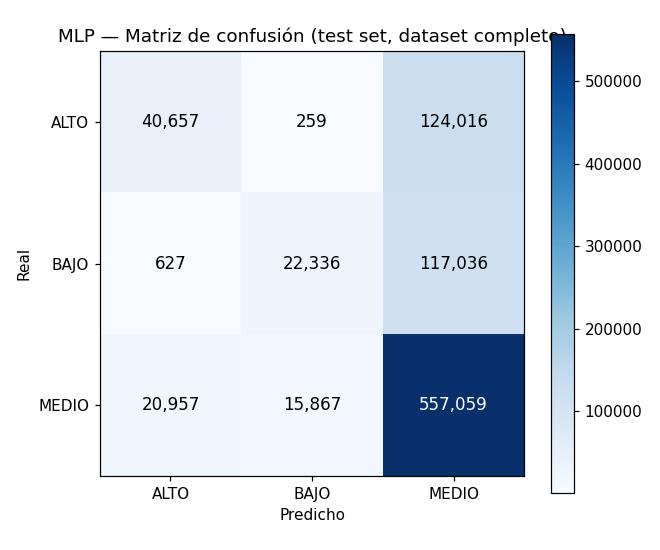 MLP — Matriz de confusión (test set, dataset completo)
ALTO 40,657 259 124,016
BAJO 627 22,336 117,036
MEDIO 20,957 15,867 557,059
ALTO BAJO MEDIO
Predicho
Real
500000
400000
300000
200000
100000